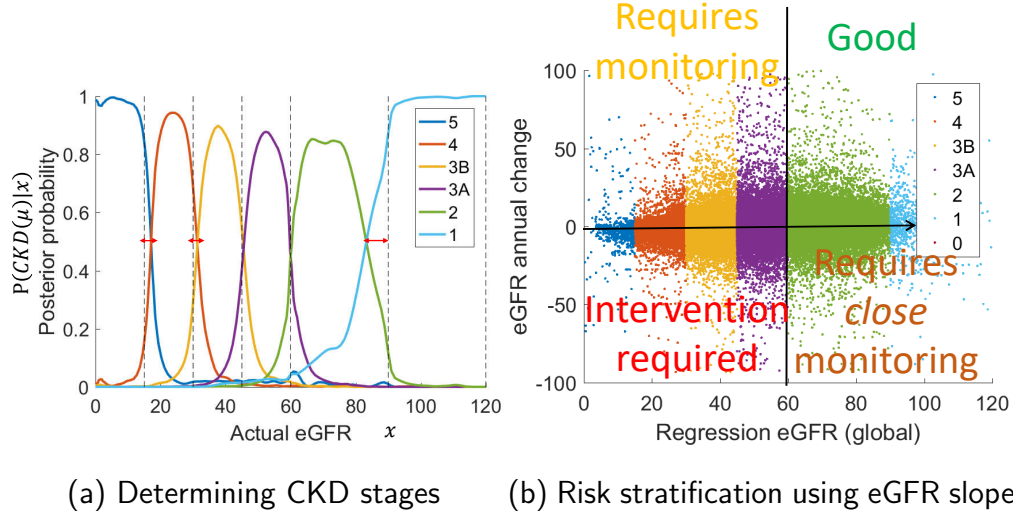 P(CKD(μ)|x)
Posterior probability
1
0.8
0.6
0.4
0.2
0
0 20 40 60 80 100 120
Actual eGFR x
5
4
3B
3A
2
1
(a) Determining CKD stages
Requires
monitoring
Good
eGFR annual change
100
50
0
-50
-100
5
4
3B
3A
2
1
0
Intervention
required
Requires
close
monitoring
0 20 40 60 80 100 120
Regression eGFR (global)
(b) Risk stratification using eGFR slope